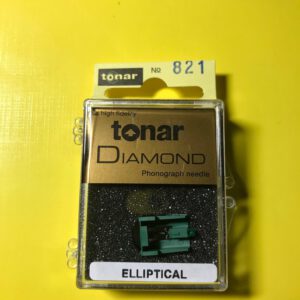 tonar No 821
high fidelity
tonar
DIAMOND
Phonograph needle
ELLIPTICAL